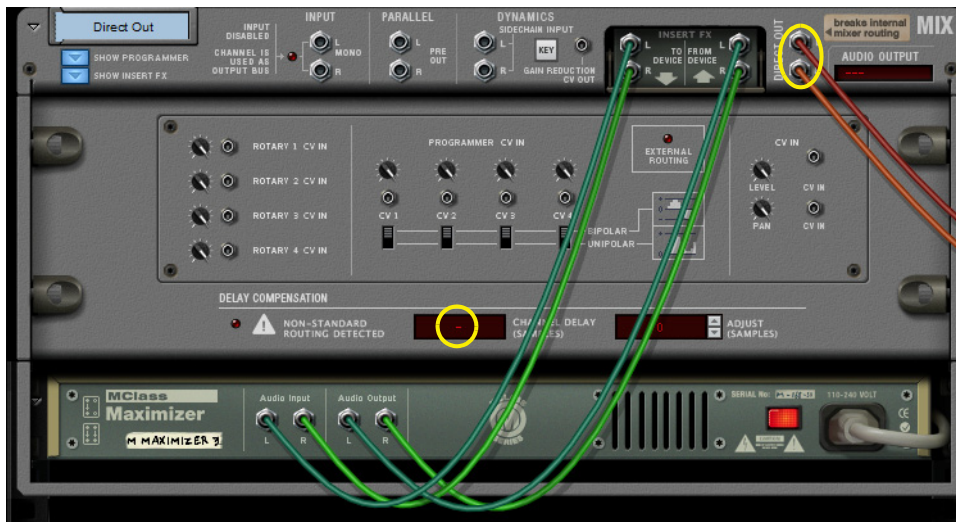 Direct Out
SHOW PROGRAMMER
SHOW INSERT FX
INPUT
INPUT
DISABLED
CHANNEL IS
USED AS
OUTPUT BUS
L
MONO
R
PARALLEL
L
R
PRE
OUT
DYNAMICS
SIDECHAIN INPUT
L
R
KEY
GAIN REDUCTION
CV OUT
INSERT FX
L
R
TO
DEVICE
FROM
DEVICE
L
R
DIRECT OUT
breaks internal
mixer routing
MIX
AUDIO OUTPUT
---
ROTARY 1 CV IN
ROTARY 2 CV IN
ROTARY 3 CV IN
ROTARY 4 CV IN
PROGRAMMER CV IN
CV 1
CV 2
CV 3
CV 4
BIPOLAR
UNIPOLAR
EXTERNAL
ROUTING
+
0
-
+
0
CV IN
LEVEL
CV IN
PAN
CV IN
DELAY COMPENSATION
NON-STANDARD
ROUTING DETECTED
-
CHANNEL DELAY
(SAMPLES)
0
ADJUST
(SAMPLES)
MClass
Maximizer
M MAXIMIZER 3
Audio Input
L
R
Audio Output
L
R
SERIAL No:
110-240 VOLT
CE